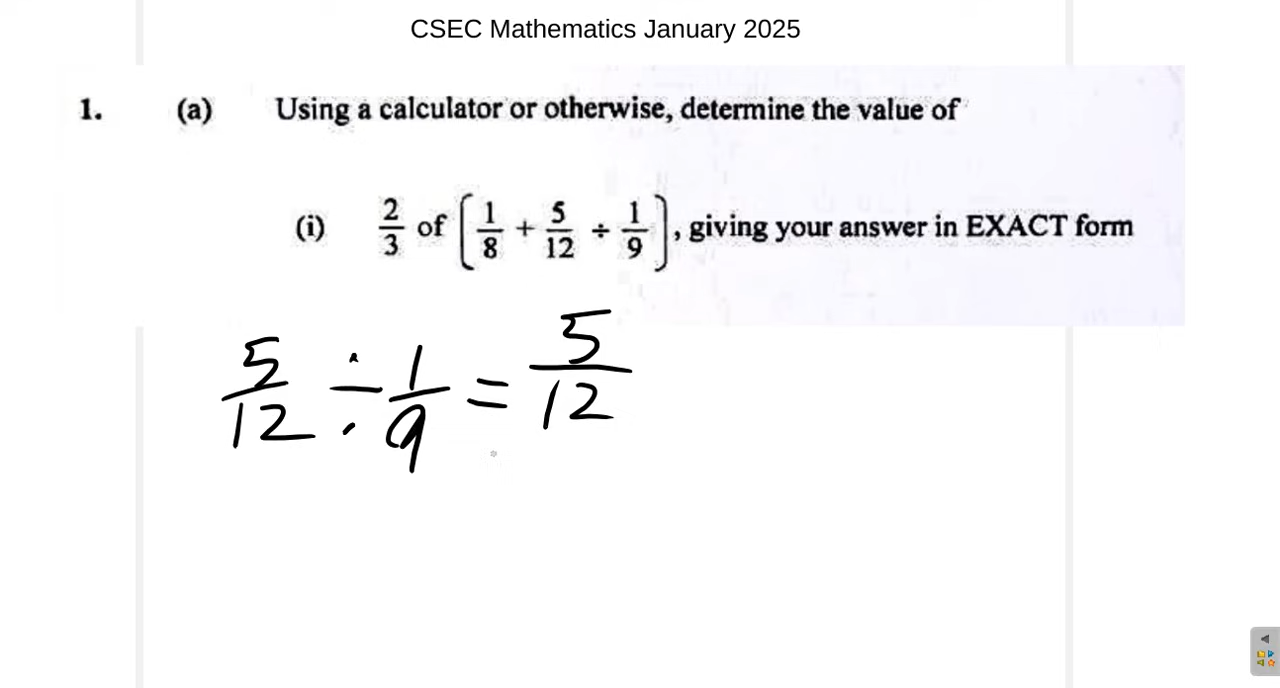 CSEC Mathematics January 2025
1. (a) Using a calculator or otherwise, determine the value of
(i) 2/3 of [1/8 + 5/12 ÷ 1/9], giving your answer in EXACT form
5/12 ÷ 1/9 = 5/12